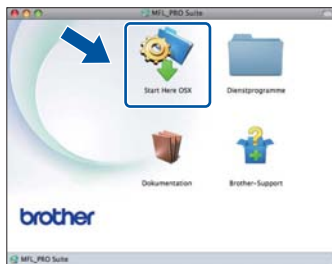 MFL_PRO Suite
Start Here OSX
Dienstprogramme
Dokumentation
Brother-Support
brother
MFL_PRO Suite